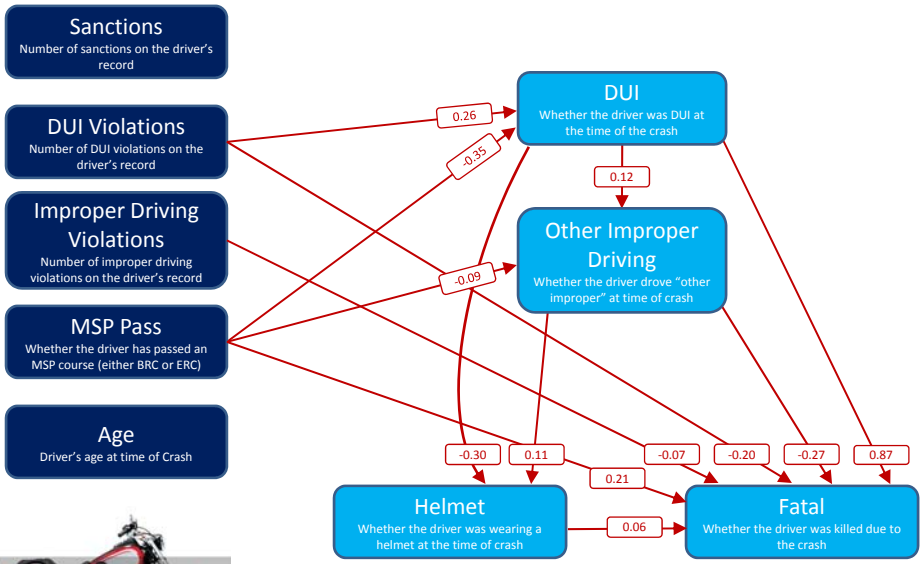 Sanctions
Number of sanctions on the driver's
record
DUI Violations
Number of DUI violations on the
driver's record
Improper Driving
Violations
Number of improper driving
violations on the driver's record
MSP Pass
Whether the driver has passed an
MSP course (either BRC or ERC)
Age
Driver's age at time of Crash
DUI
Whether the driver was DUI at
the time of the crash
Other Improper
Driving
Whether the driver drove "other
improper" at time of crash
Helmet
Whether the driver was wearing a
helmet at the time of crash
Fatal
Whether the driver was killed due to
the crash
0.26
-0.35
0.12
-0.09
-0.30
0.11
0.21
-0.07
-0.20
-0.27
0.87
0.06